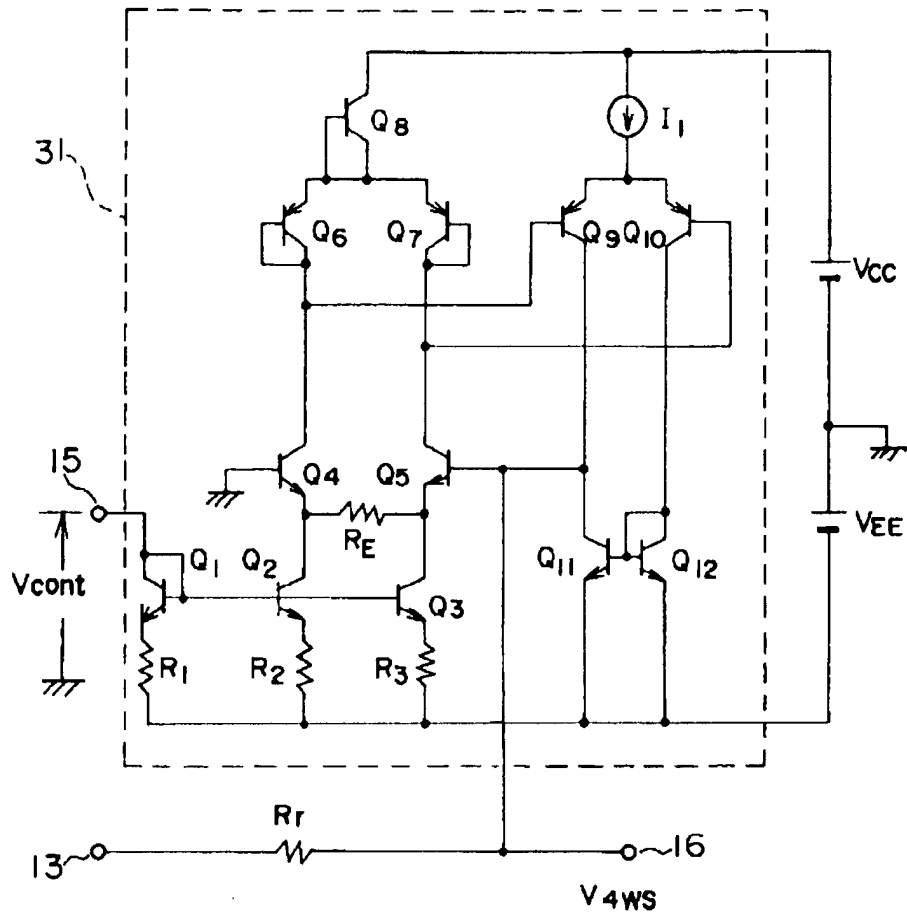 Q8
I1
31
Q6 Q7 Q9 Q10
VCC
15
Q4 Q5
RE
VEE
Q1 Q2 Q11 Q12
Vcont
Q3
R1 R2 R3
Rr
13 16
V4WS